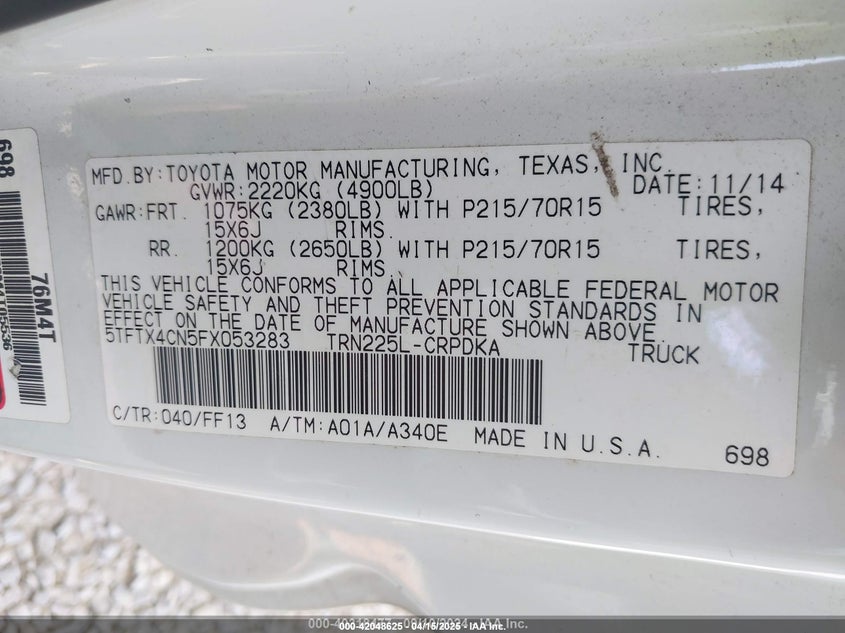 MFD.BY:TOYOTA MOTOR MANUFACTURING, TEXAS, INC.
GVWR:2220KG (4900LB) DATE:11/14
GAWR:FRT. 1075KG (2380LB) WITH P215/70R15 TIRES,
15X6J RIMS.
RR. 1200KG (2650LB) WITH P215/70R15 TIRES,
15X6J RIMS.
THIS VEHICLE CONFORMS TO ALL APPLICABLE FEDERAL MOTOR
VEHICLE SAFETY AND THEFT PREVENTION STANDARDS IN
EFFECT ON THE DATE OF MANUFACTURE SHOWN ABOVE.
5TFTX4CN5FX053283 TRN225L-CRPDKA TRUCK
C/TR:040/FF13 A/TM:A01A/A340E MADE IN U.S.A.
698
698
76M4T
000-42048625 - 04/15/2025 - IAA Inc.